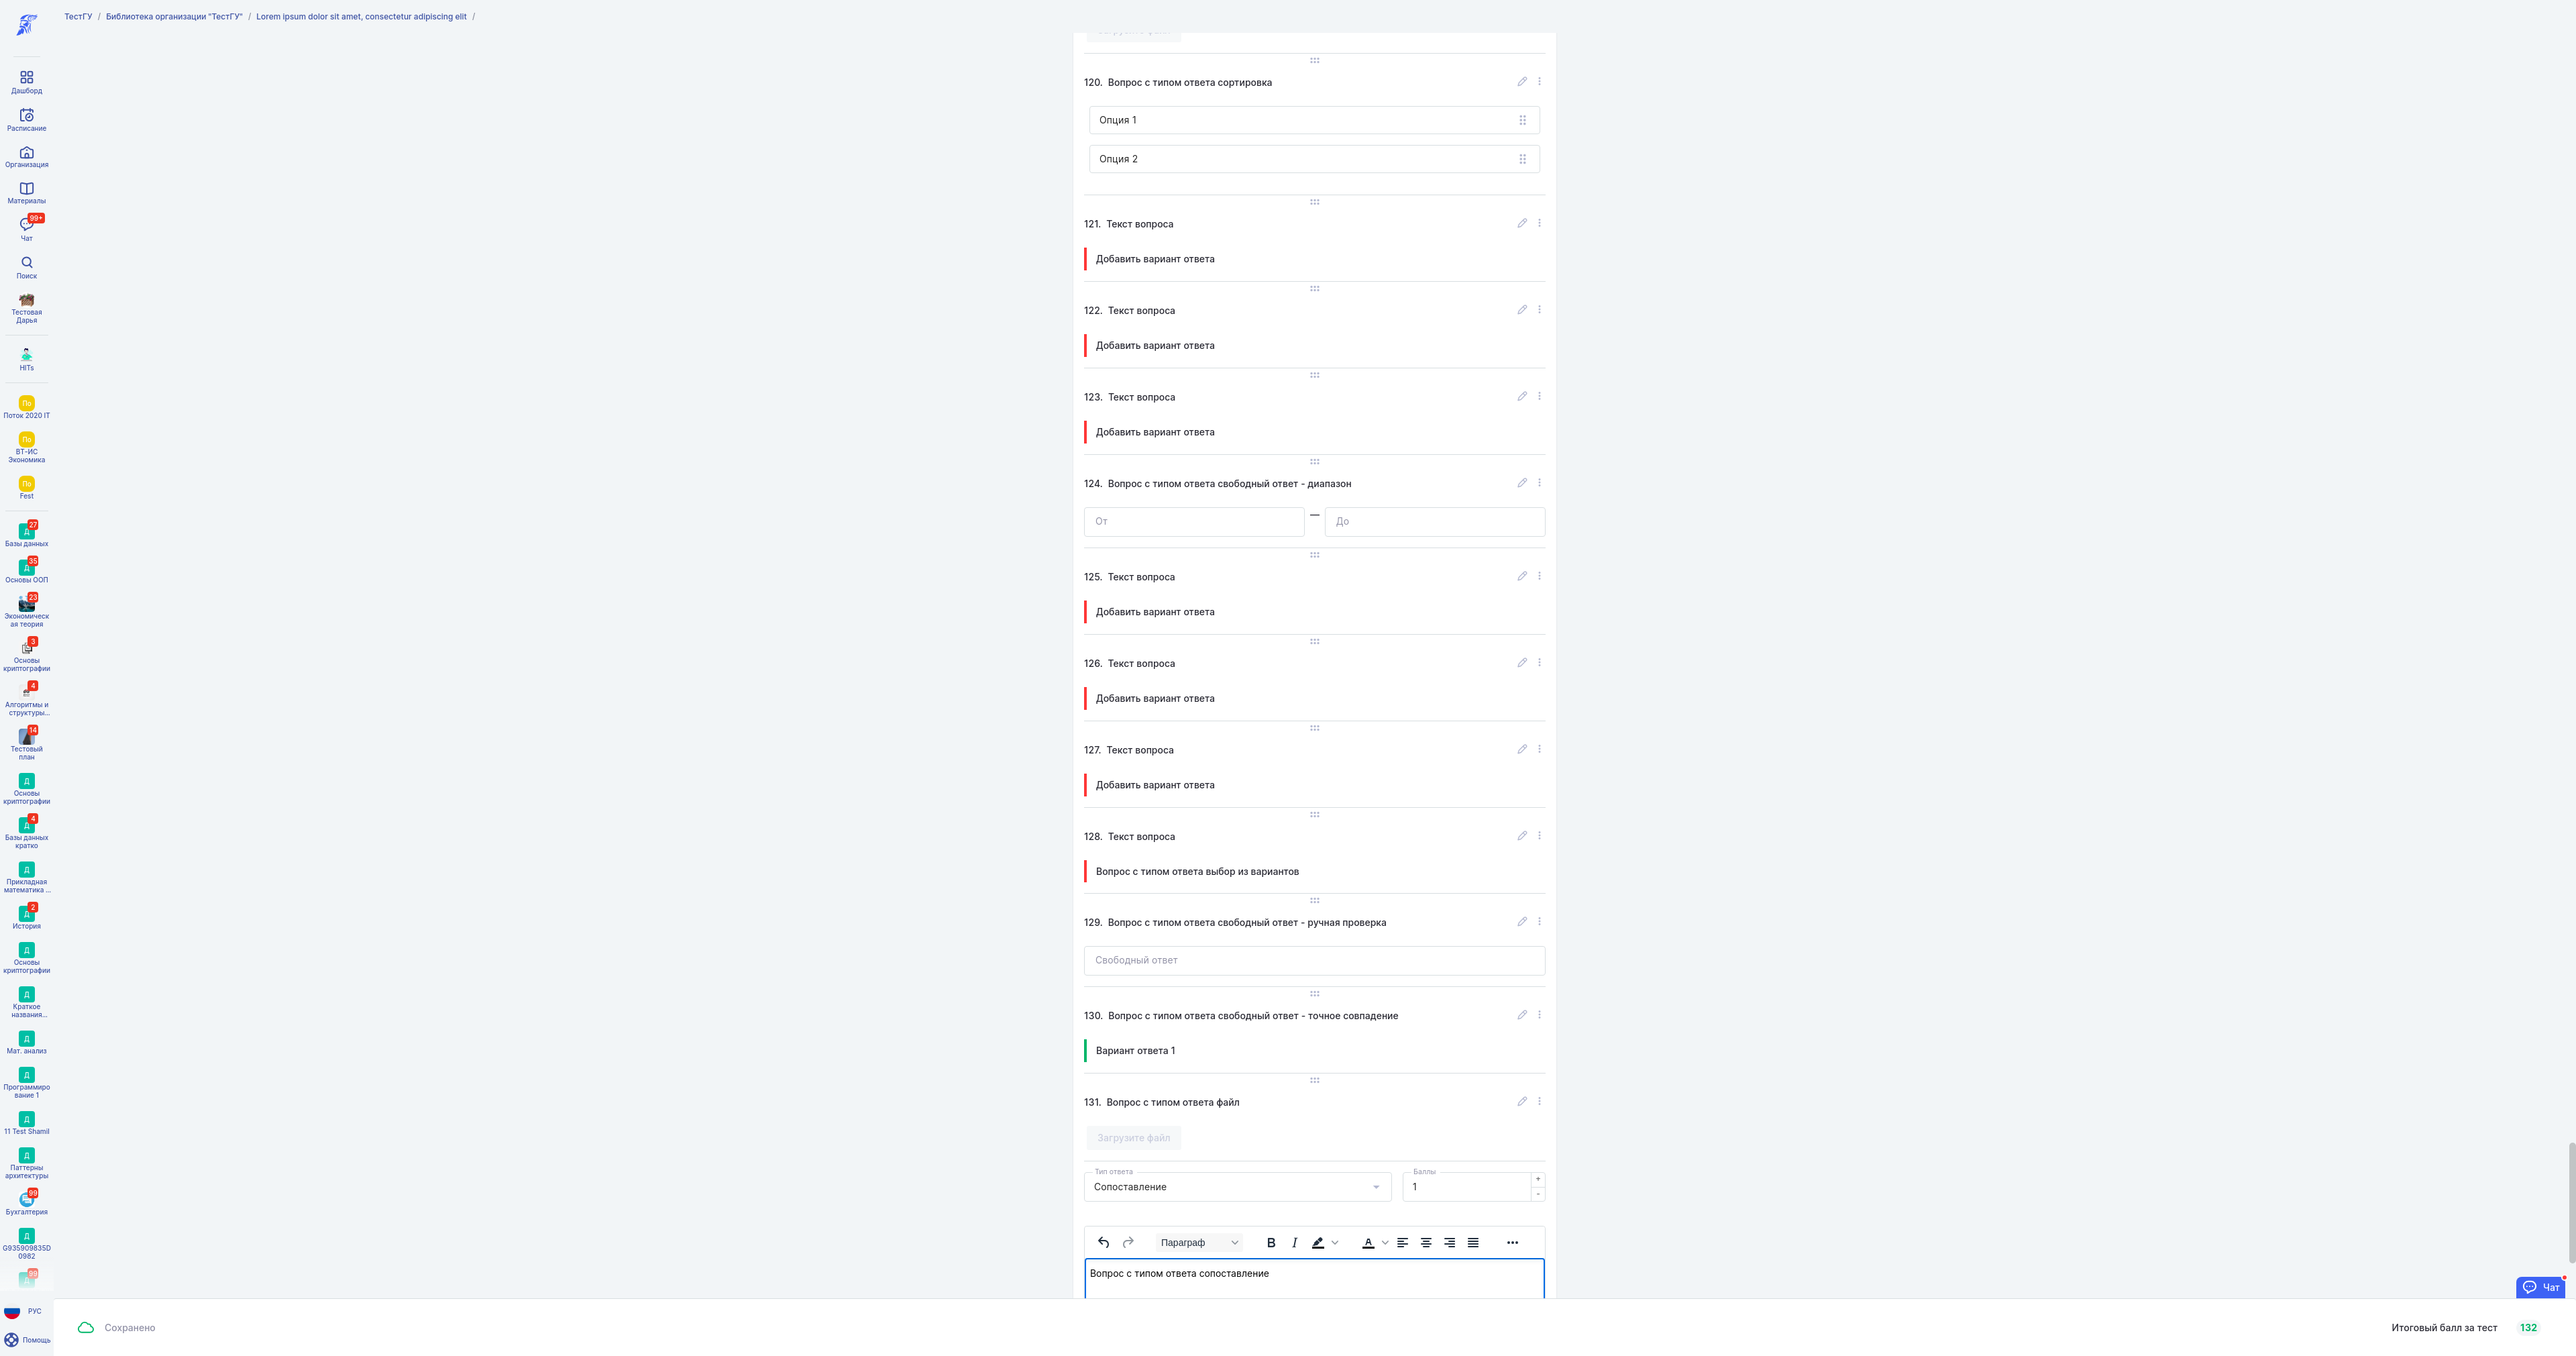 ТестГУ / Библиотека организации "ТестГУ" / Lorem ipsum dolor sit amet, consectetur adipiscing elit /
Дашборд
Расписание
Организация
Материалы
99+
Чат
Поиск
Тестовая
Дарья
HITs
По
Поток 2020 IT
По
ВТ-ИС
Экономика
По
Fest
27
Д
Базы данных
35
Д
Основы ООП
23
Экономическ
ая теория
3
Основы
криптографии
4
Алгоритмы и
структуры...
14
Тестовый
план
Д
Основы
криптографии
4
Д
Базы данных
кратко
Д
Прикладная
математика ...
2
Д
История
Д
Основы
криптографии
Д
Краткое
названия...
Д
Мат. анализ
Д
Программиро
вание 1
Д
11 Test Shamil
Д
Паттерны
архитектуры
99
Бухгалтерия
Д
G935909835D
0982
99
Д
РУС
Помощь
Загрузите файл
120. Вопрос с типом ответа сортировка
Опция 1
Опция 2
121. Текст вопроса
Добавить вариант ответа
122. Текст вопроса
Добавить вариант ответа
123. Текст вопроса
Добавить вариант ответа
124. Вопрос с типом ответа свободный ответ - диапазон
От — До
125. Текст вопроса
Добавить вариант ответа
126. Текст вопроса
Добавить вариант ответа
127. Текст вопроса
Добавить вариант ответа
128. Текст вопроса
Вопрос с типом ответа выбор из вариантов
129. Вопрос с типом ответа свободный ответ - ручная проверка
Свободный ответ
130. Вопрос с типом ответа свободный ответ - точное совпадение
Вариант ответа 1
131. Вопрос с типом ответа файл
Загрузите файл
Тип ответа
Сопоставление
Баллы
1
+
-
Параграф B I A
Вопрос с типом ответа сопоставление
Чат
Сохранено
Итоговый балл за тест 132